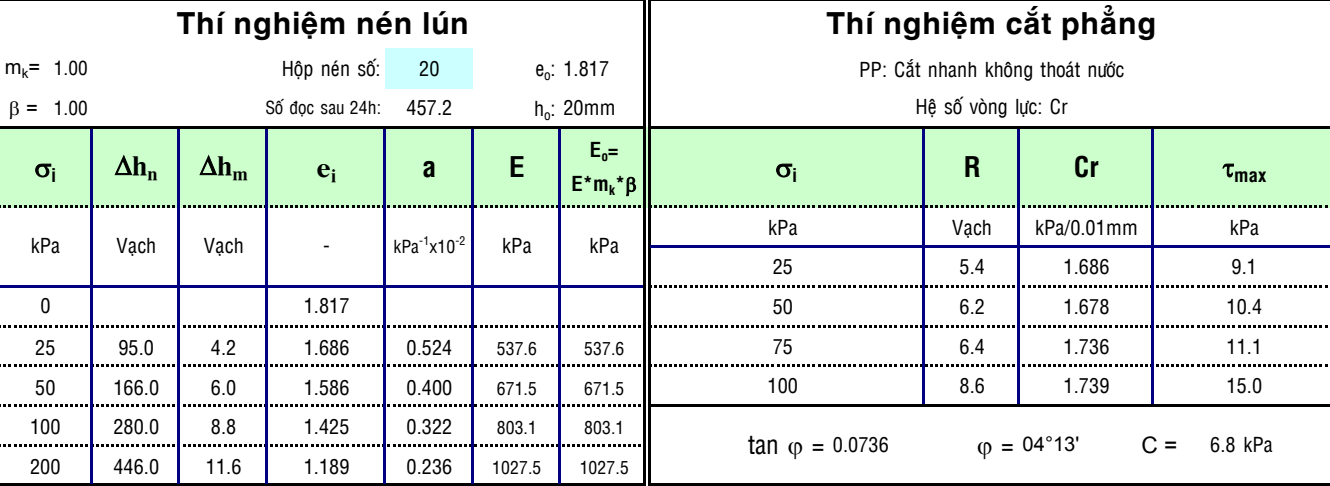 Thí nghiệm nén lún
mₖ= 1.00 Hộp nén số: 20 eₒ: 1.817
β = 1.00 Số đọc sau 24h: 457.2 hₒ: 20mm
σᵢ Δhₙ Δhₘ eᵢ a E Eₒ= E*mₖ*β
kPa Vạch Vạch - kPa⁻¹x10⁻² kPa kPa
0 1.817
25 95.0 4.2 1.686 0.524 537.6 537.6
50 166.0 6.0 1.586 0.400 671.5 671.5
100 280.0 8.8 1.425 0.322 803.1 803.1
200 446.0 11.6 1.189 0.236 1027.5 1027.5
Thí nghiệm cắt phẳng
PP: Cắt nhanh không thoát nước
Hệ số vòng lực: Cr
σᵢ R Cr τmax
kPa Vạch kPa/0.01mm kPa
25 5.4 1.686 9.1
50 6.2 1.678 10.4
75 6.4 1.736 11.1
100 8.6 1.739 15.0
tan φ = 0.0736 φ = 04°13' C = 6.8 kPa